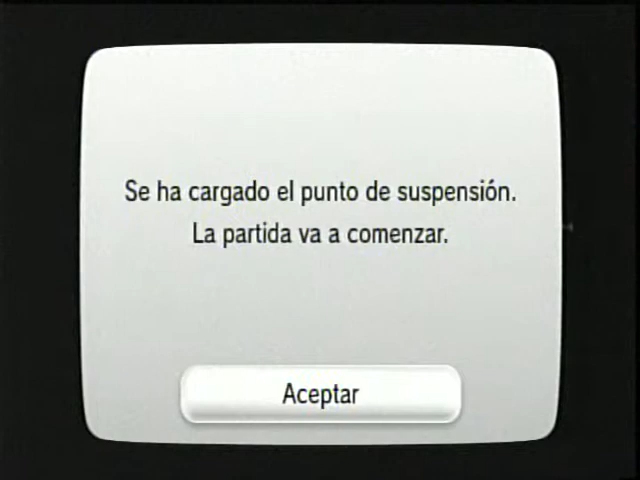 Se ha cargado el punto de suspensión.
La partida va a comenzar.
Aceptar